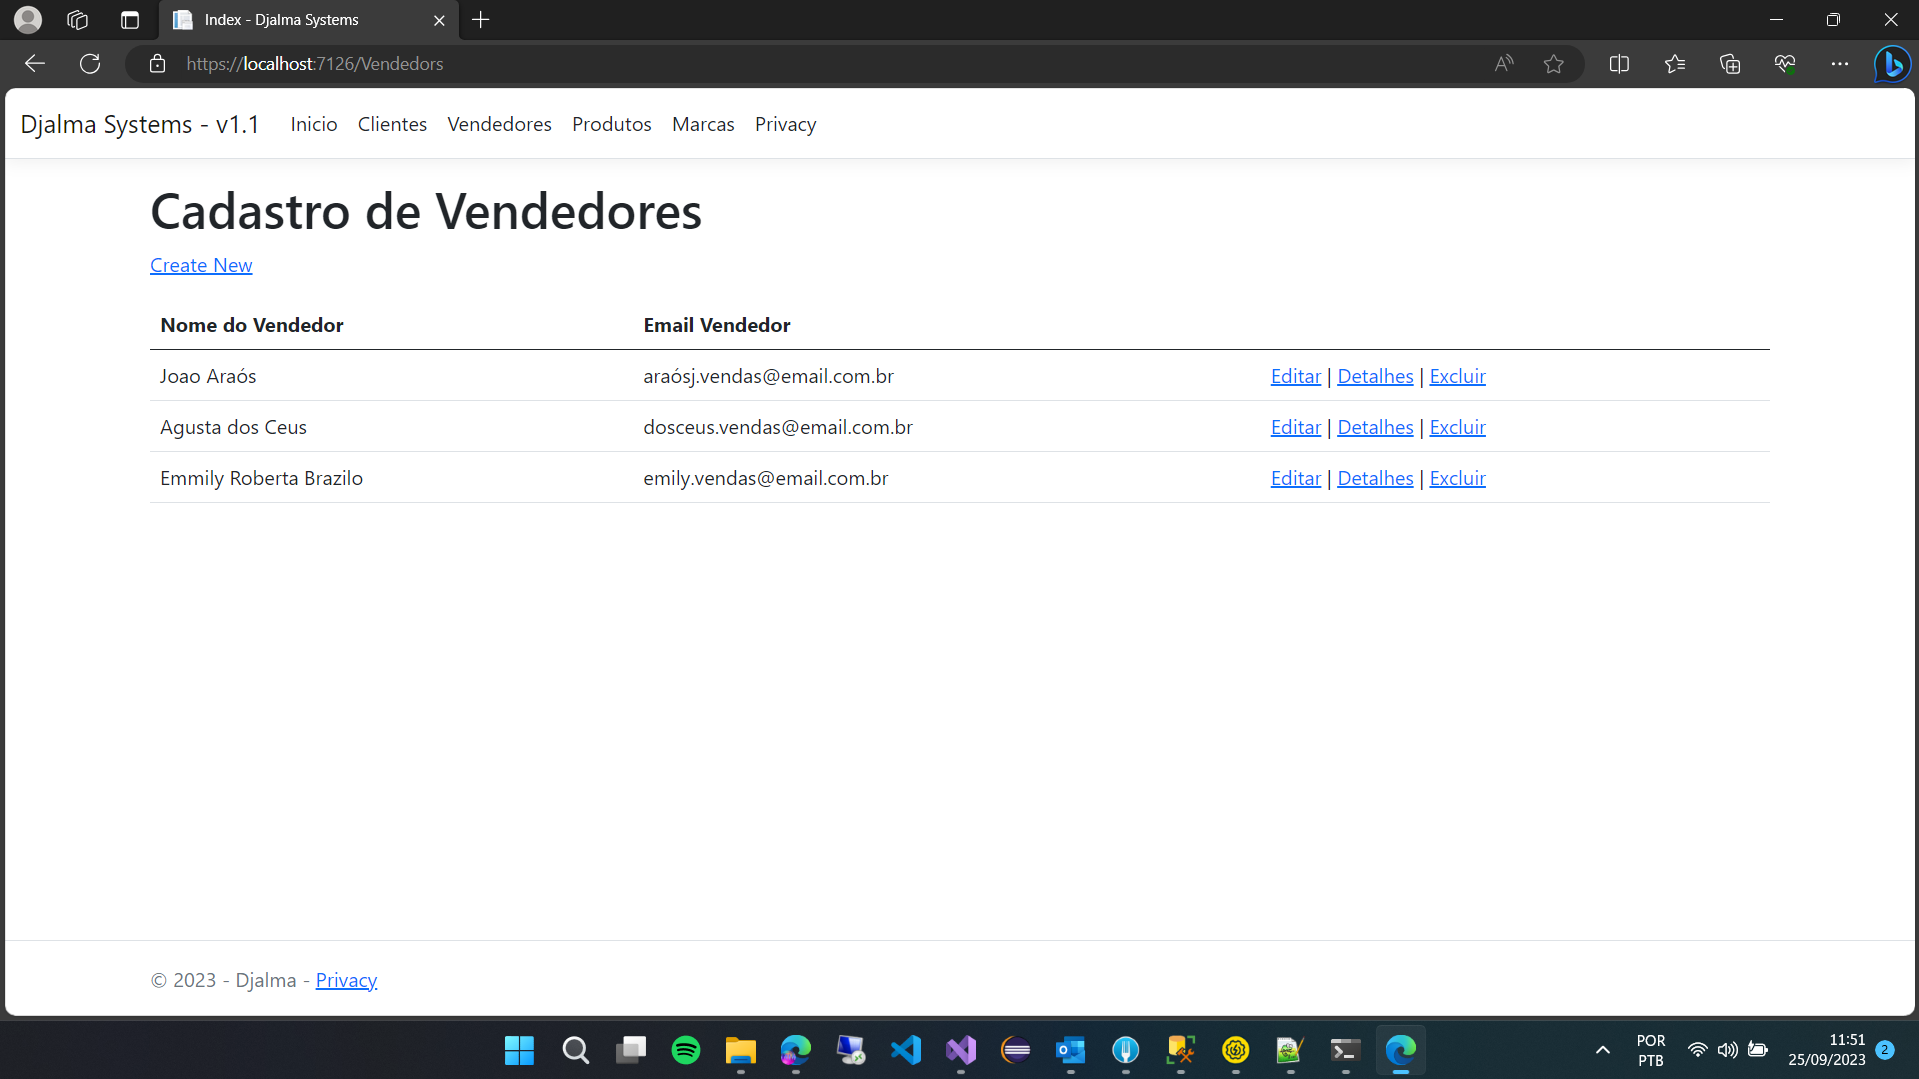 Index - Djalma Systems
https://localhost:7126/Vendedors
Djalma Systems - v1.1 Inicio Clientes Vendedores Produtos Marcas Privacy
Cadastro de Vendedores
Create New
Nome do Vendedor Email Vendedor
Joao Araós araósj.vendas@email.com.br Editar | Detalhes | Excluir
Agusta dos Ceus dosceus.vendas@email.com.br Editar | Detalhes | Excluir
Emmily Roberta Brazilo emily.vendas@email.com.br Editar | Detalhes | Excluir
© 2023 - Djalma - Privacy
POR 11:51
PTB 25/09/2023 2